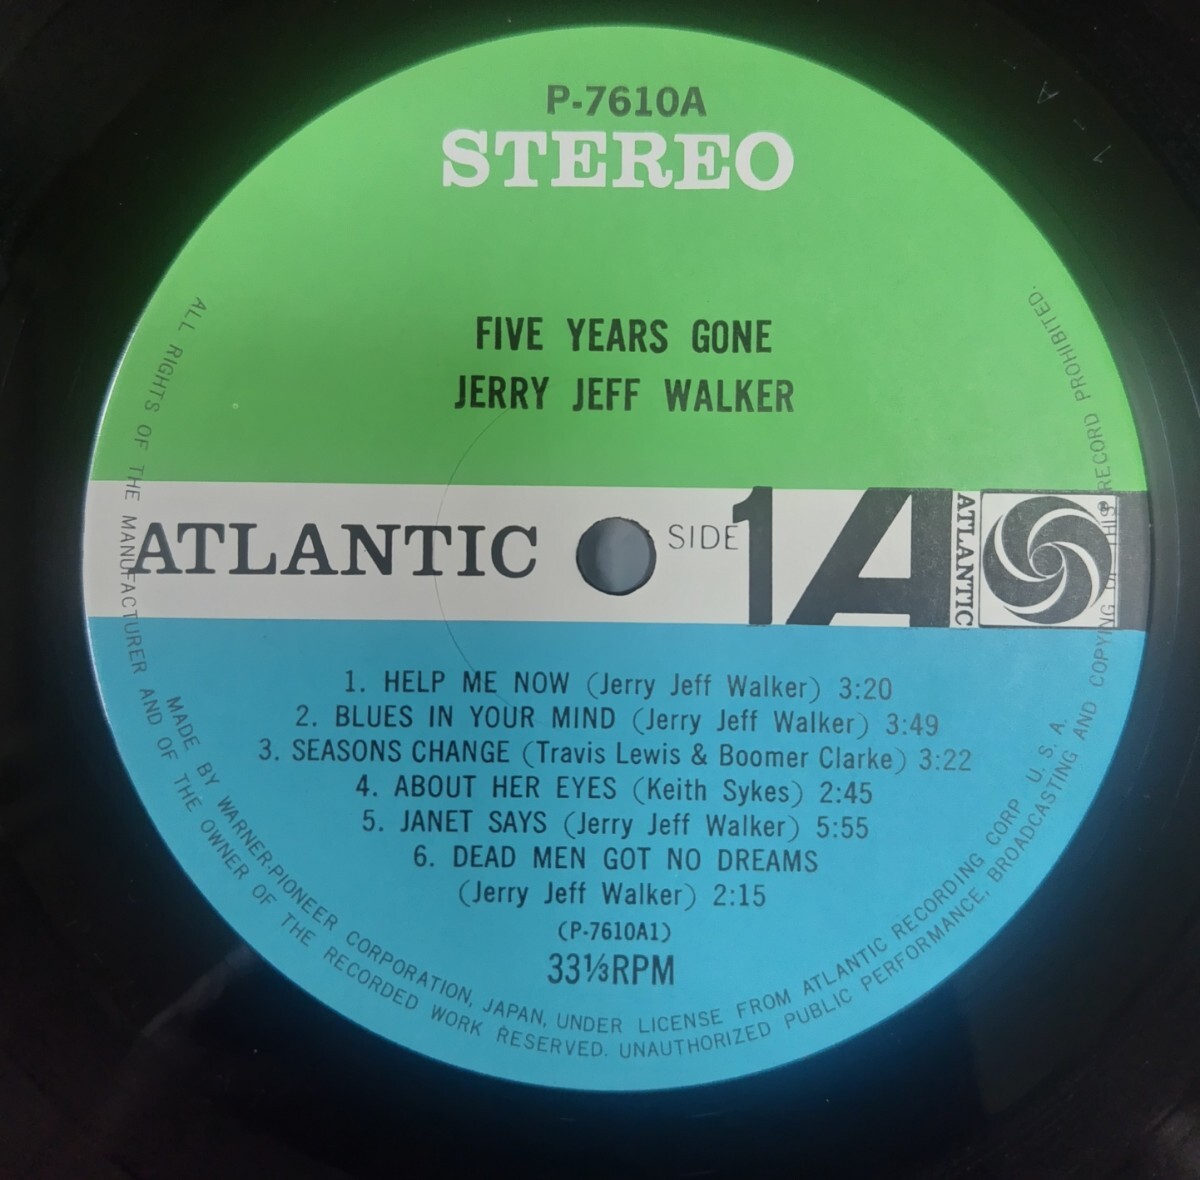 P-7610A
STEREO
FIVE YEARS GONE
JERRY JEFF WALKER
ATLANTIC
SIDE 1 A
ATLANTIC
1. HELP ME NOW (Jerry Jeff Walker) 3:20
2. BLUES IN YOUR MIND (Jerry Jeff Walker) 3:49
3. SEASONS CHANGE (Travis Lewis & Boomer Clarke) 3:22
4. ABOUT HER EYES (Keith Sykes) 2:45
5. JANET SAYS (Jerry Jeff Walker) 5:55
6. DEAD MEN GOT NO DREAMS
(Jerry Jeff Walker) 2:15
(P-7610A1)
33⅓RPM
MADE BY WARNER-PIONEER CORPORATION, JAPAN, UNDER LICENSE FROM ATLANTIC RECORDING CORP. U. S. A.
ALL RIGHTS OF THE MANUFACTURER AND OF THE OWNER OF THE RECORDED WORK RESERVED. UNAUTHORIZED PUBLIC PERFORMANCE, BROADCASTING AND COPYING OF THIS RECORD PROHIBITED.